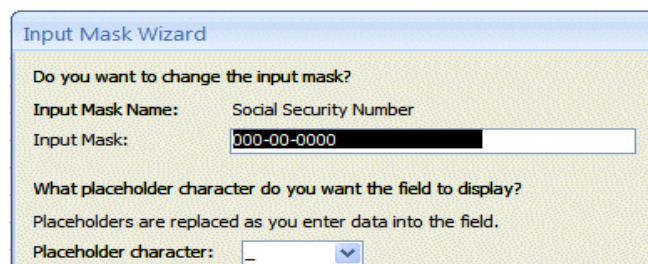 Input Mask Wizard
Do you want to change the input mask?
Input Mask Name: Social Security Number
Input Mask: 000-00-0000
What placeholder character do you want the field to display?
Placeholders are replaced as you enter data into the field.
Placeholder character: _